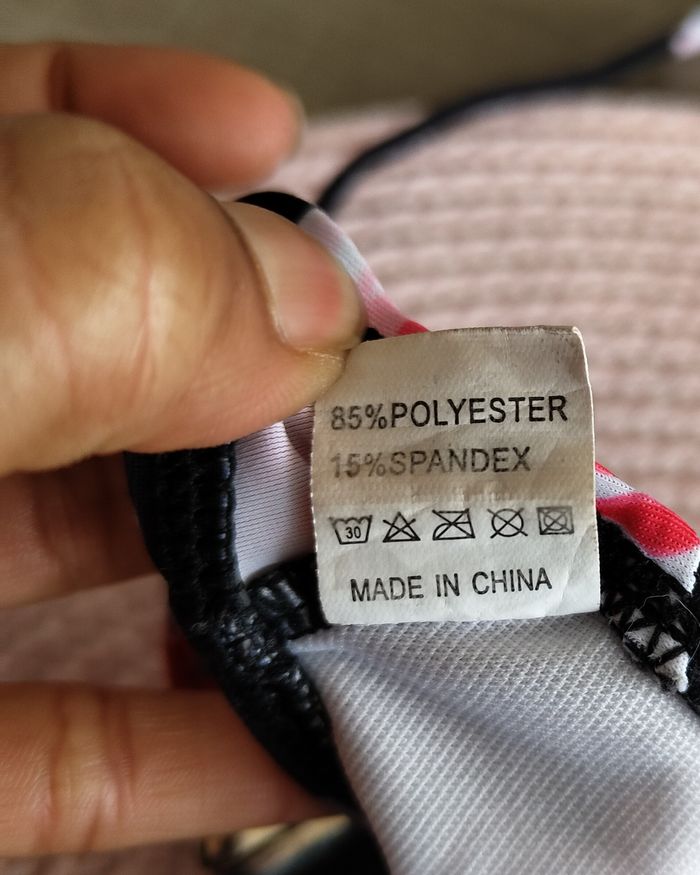 85%POLYESTER
15%SPANDEX
30
MADE IN CHINA